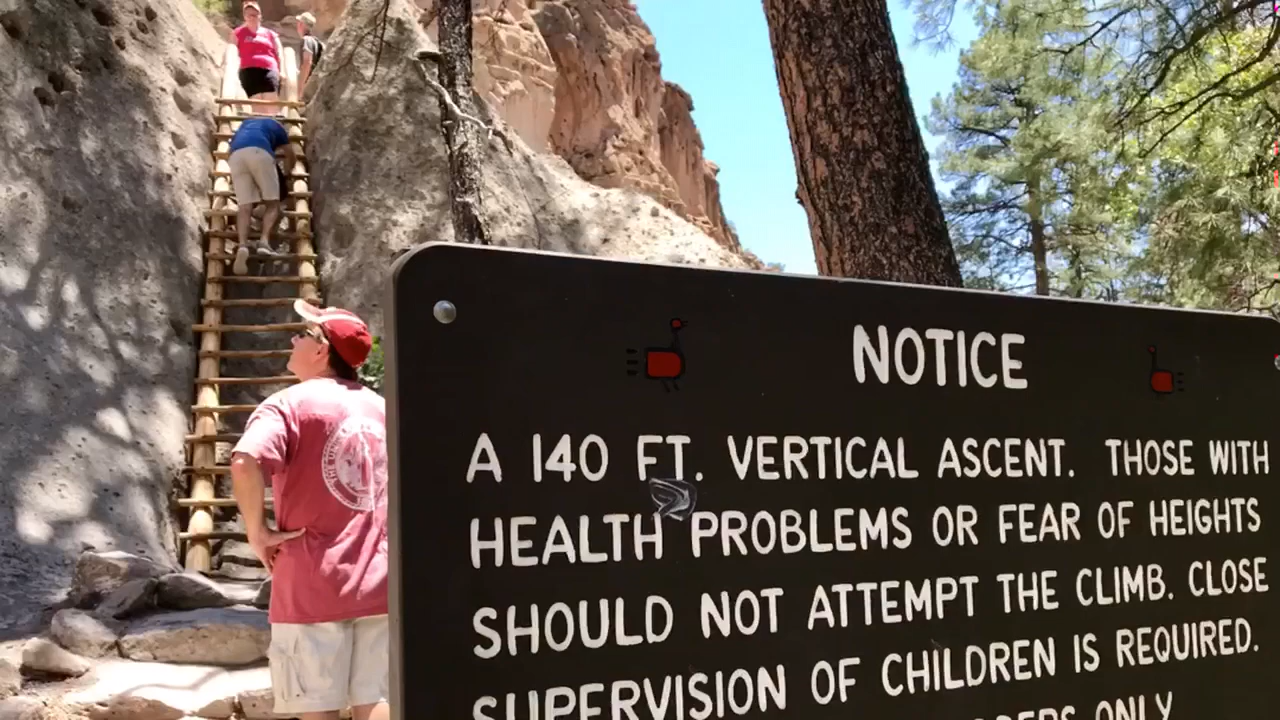 NOTICE
A 140 FT. VERTICAL ASCENT. THOSE WITH
HEALTH PROBLEMS OR FEAR OF HEIGHTS
SHOULD NOT ATTEMPT THE CLIMB. CLOSE
SUPERVISION OF CHILDREN IS REQUIRED.
ONLY